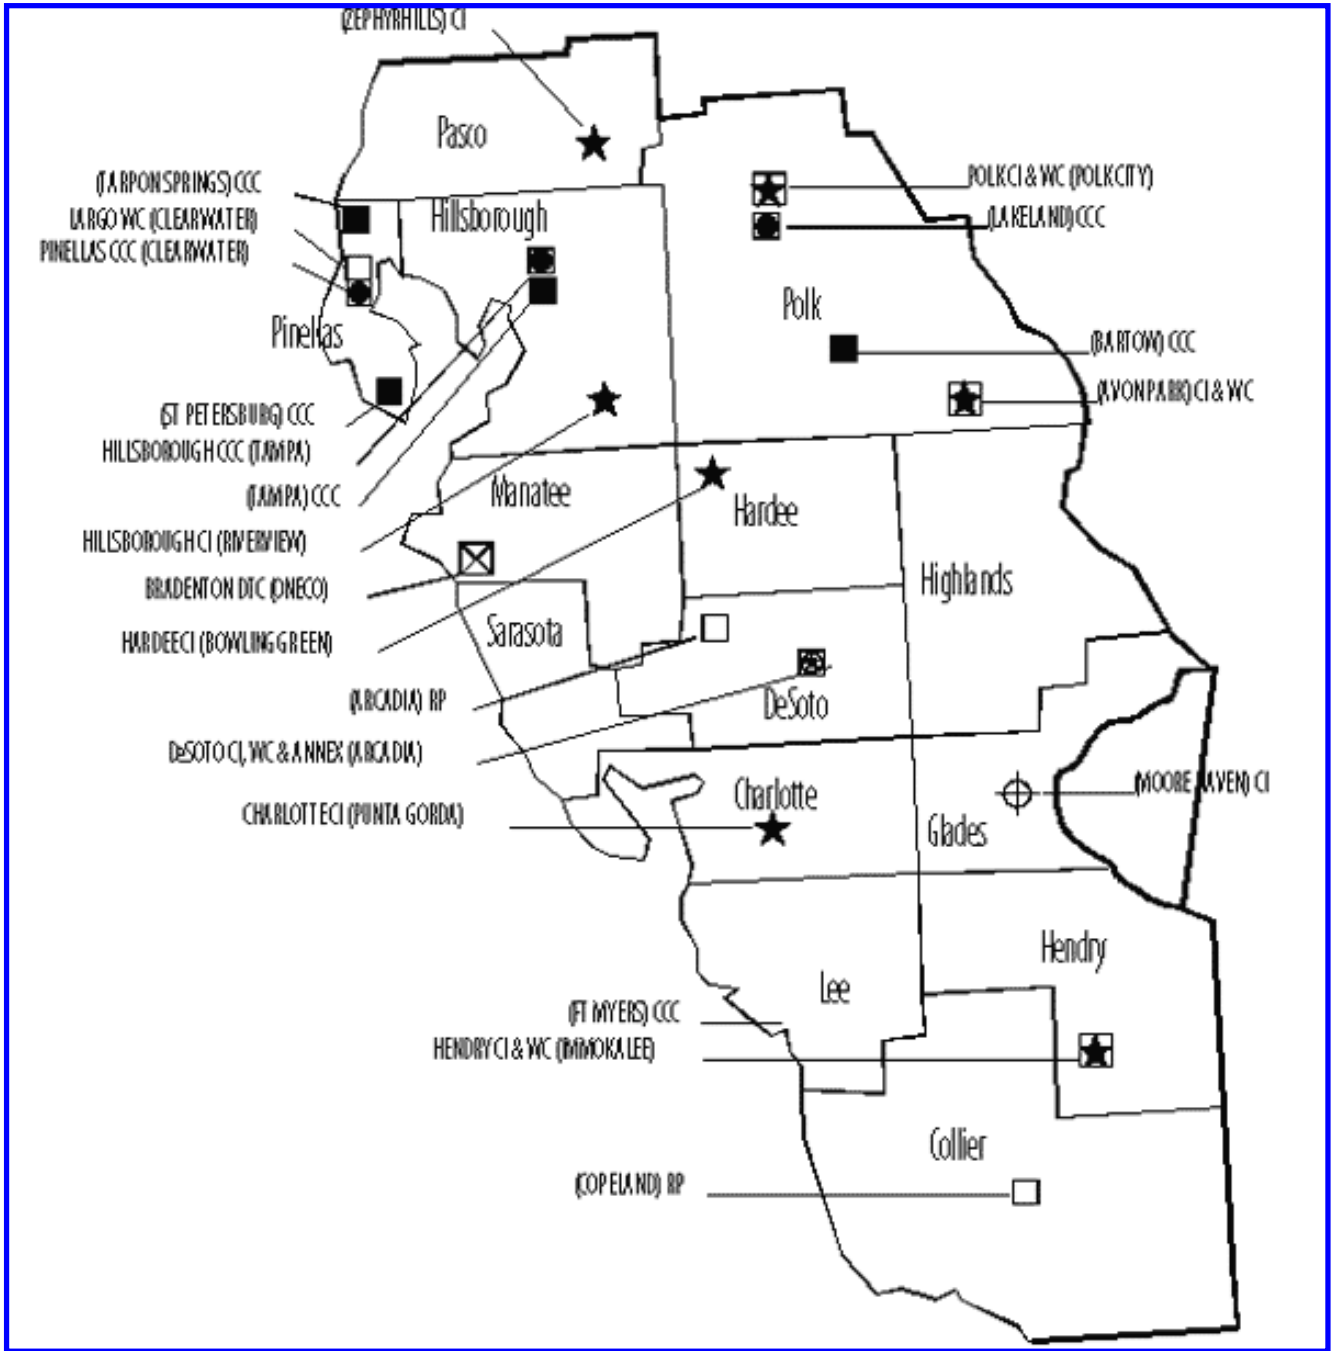 (ZEPHYRHILLS) CI
Pasco
(TARPON SPRINGS) CCC
POLK CI & WC (POLK CITY)
LARGO WC (CLEARWATER)
Hillsborough
(LAKELAND) CCC
PINELLAS CCC (CLEARWATER)
Polk
Pinellas
(BARTOW) CCC
(AVON PARK) CI & WC
(ST PETERSBURG) CCC
HILLSBOROUGH CCC (TAMPA)
(TAMPA) CCC
Manatee
Hardee
HILLSBOROUGH CI (RIVERVIEW)
BRADENTON DTC (ONECO)
Highlands
HARDEE CI (BOWLING GREEN)
Sarasota
(ARCADIA) RP
DeSoto
DeSOTO CI, WC & ANNEX (ARCADIA)
(MOORE HAVEN) CI
Charlotte
CHARLOTTE CI (PUNTA GORDA)
Glades
Hendry
Lee
(FT MYERS) CCC
HENDRY CI & WC (IMMOKALEE)
Collier
(COPELAND) RP